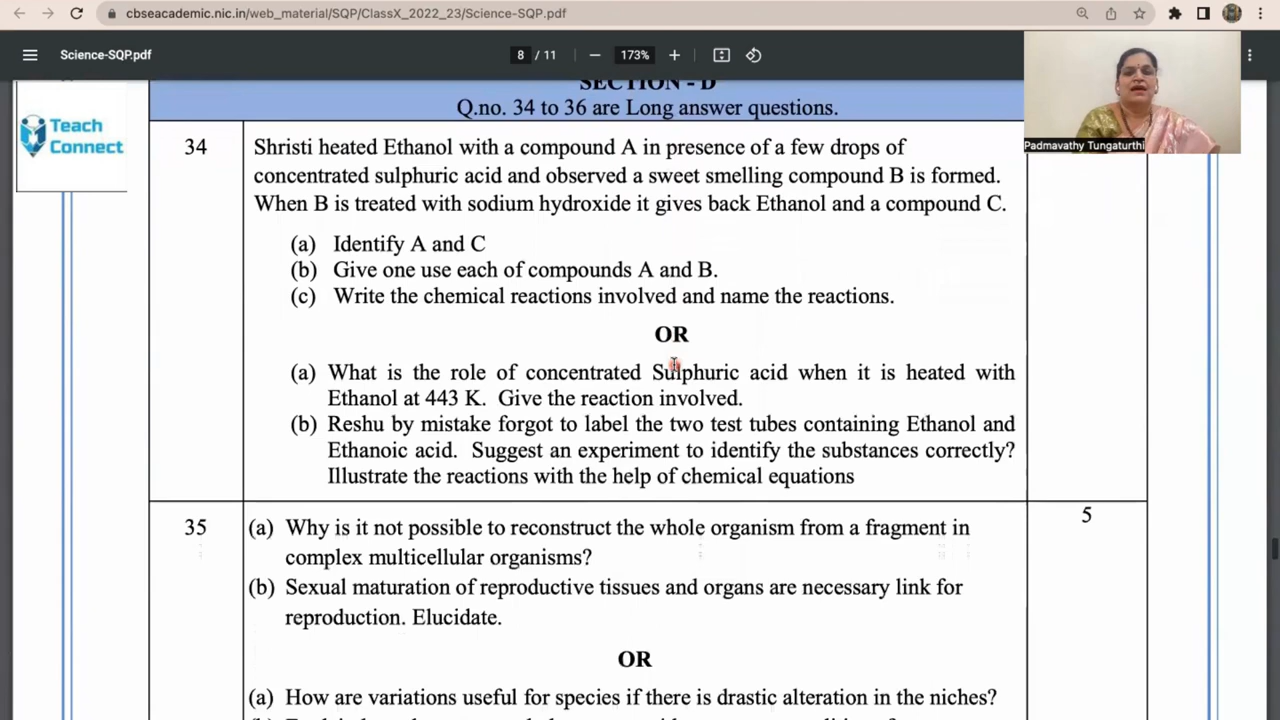 cbseacademic.nic.in/web_material/SQP/ClassX_2022_23/Science-SQP.pdf
Science-SQP.pdf
8 / 11
173%
Teach
Connect
Padmavathy Tungaturthi
SECTION - D
Q.no. 34 to 36 are Long answer questions.
34
Shristi heated Ethanol with a compound A in presence of a few drops of
concentrated sulphuric acid and observed a sweet smelling compound B is formed.
When B is treated with sodium hydroxide it gives back Ethanol and a compound C.
(a) Identify A and C
(b) Give one use each of compounds A and B.
(c) Write the chemical reactions involved and name the reactions.
OR
(a) What is the role of concentrated Sulphuric acid when it is heated with
Ethanol at 443 K. Give the reaction involved.
(b) Reshu by mistake forgot to label the two test tubes containing Ethanol and
Ethanoic acid. Suggest an experiment to identify the substances correctly?
Illustrate the reactions with the help of chemical equations
35
(a) Why is it not possible to reconstruct the whole organism from a fragment in
complex multicellular organisms?
(b) Sexual maturation of reproductive tissues and organs are necessary link for
reproduction. Elucidate.
5
OR
(a) How are variations useful for species if there is drastic alteration in the niches?